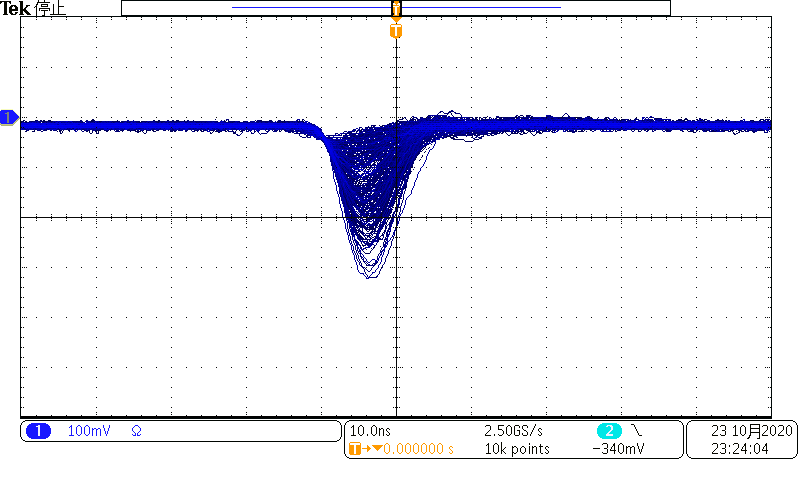 Tek 停止
T
T
1
1 100mV Ω 10.0ns 2.50GS/s 2 23 10月2020
T→▼0.000000 s 10k points −340mV 23:24:04